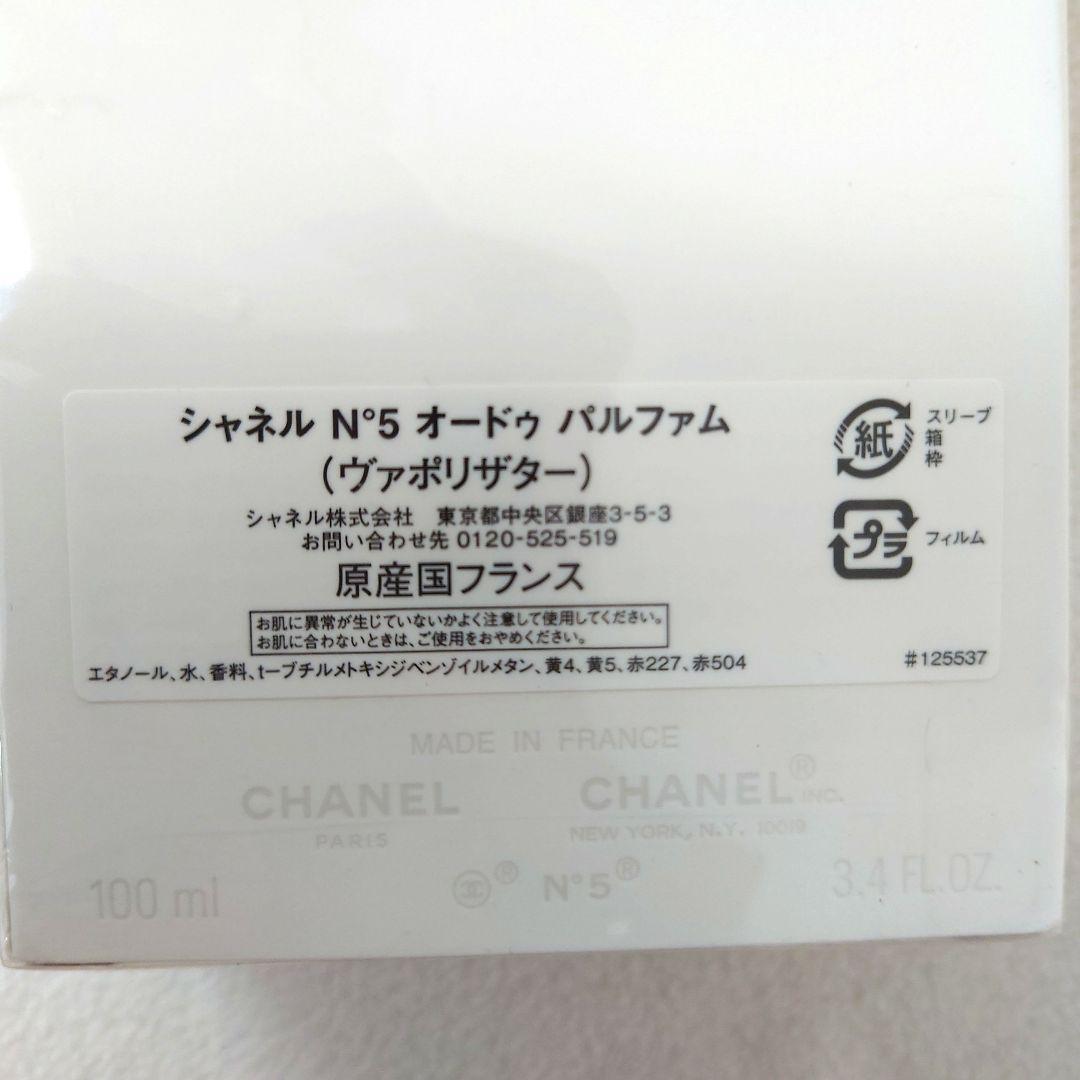 シャネル N°5 オードゥ パルファム
(ヴァポリザター)
シャネル株式会社 東京都中央区銀座3-5-3
お問い合わせ先 0120-525-519
原産国フランス
お肌に異常が生じていないかよく注意して使用してください。
お肌に合わないときは、ご使用をおやめください。
エタノール、水、香料、t-ブチルメトキシジベンゾイルメタン、黄4、黄5、赤227、赤504
紙
スリーブ
箱
枠
プラ
フィルム
#125537
MADE IN FRANCE
CHANEL
PARIS
CHANEL® INC.
NEW YORK, N.Y. 10019
100 ml
® N°5®
3.4 FL.OZ.